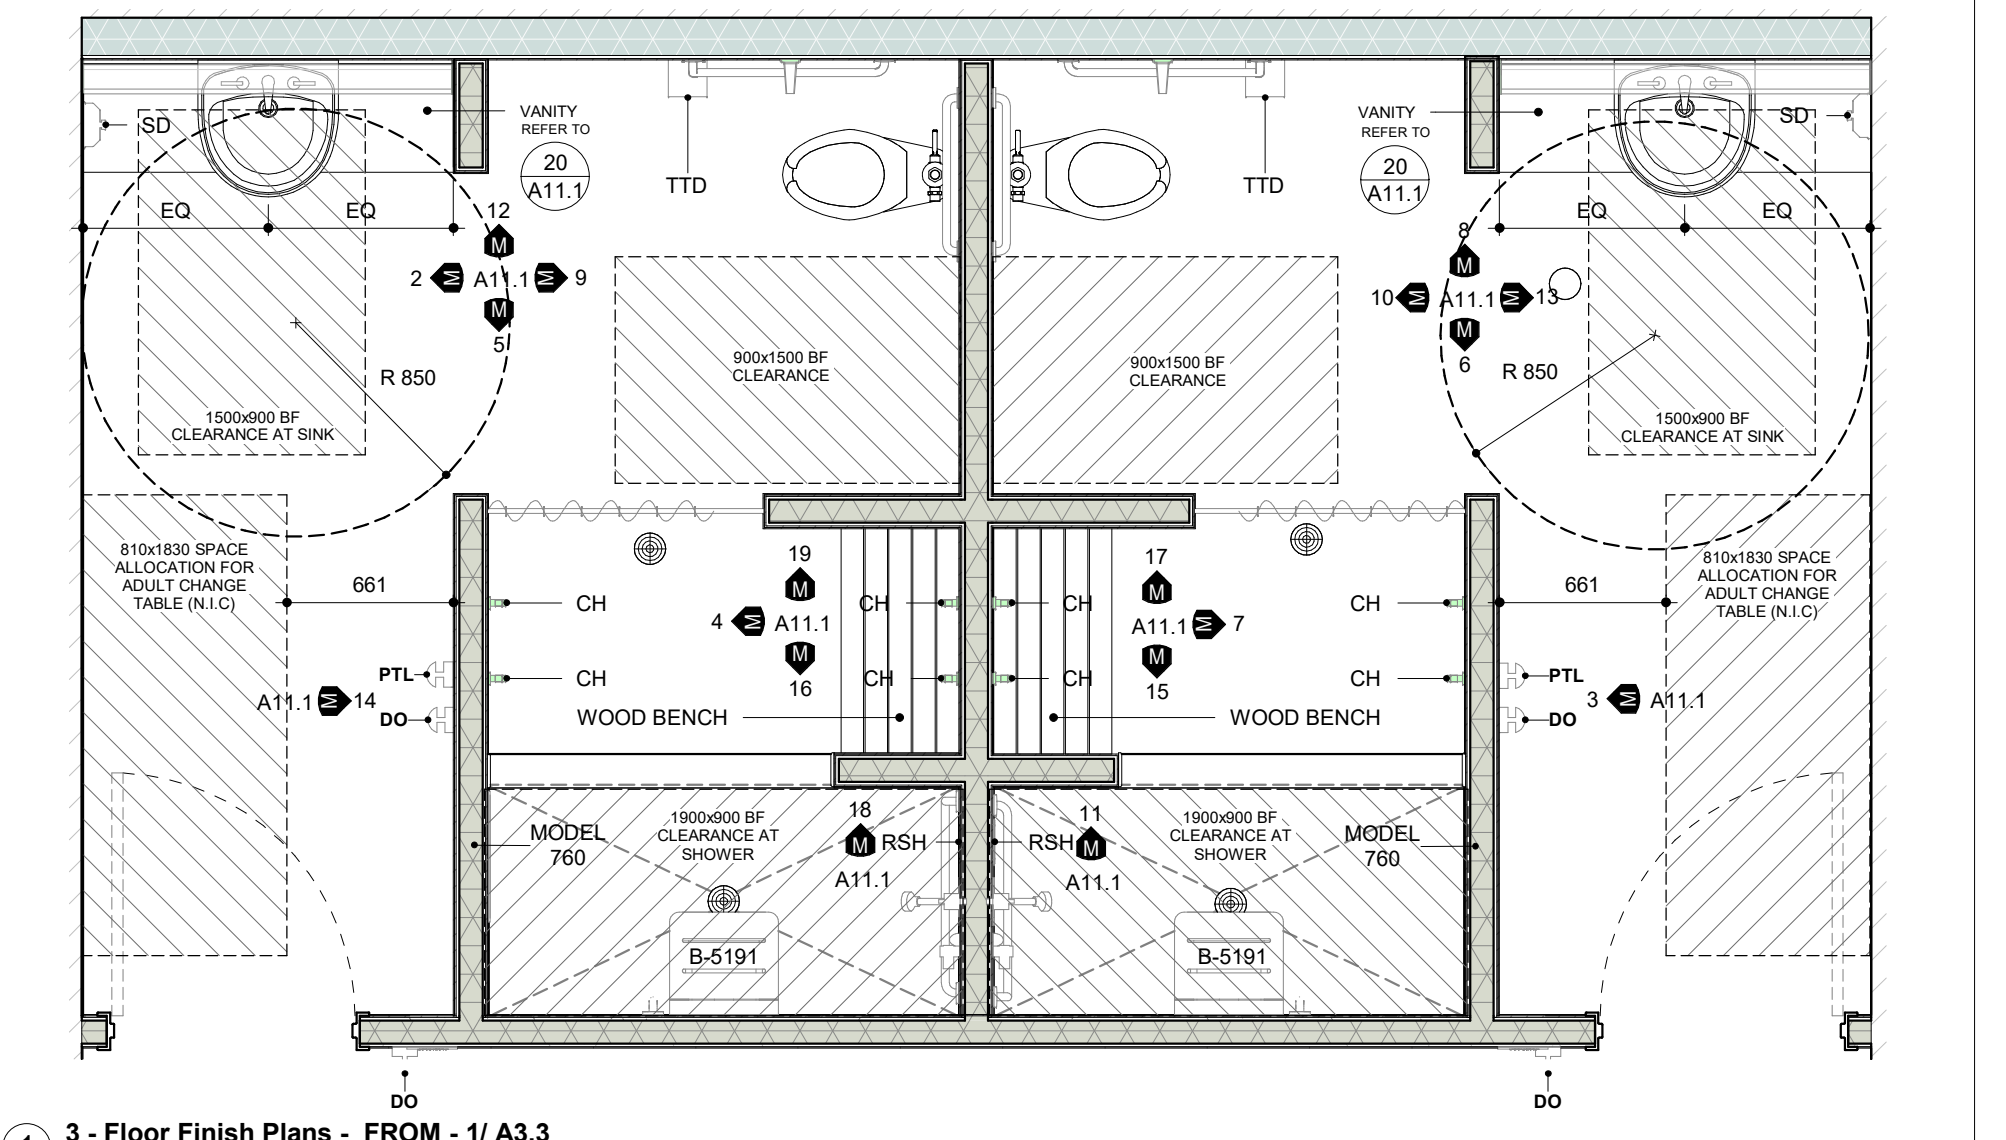 VANITY
REFER TO
20
A11.1
VANITY
REFER TO
20
A11.1
SD
SD
TTD
TTD
EQ
EQ
EQ
EQ
12
M
2 M A11.1 M 9
M
5
8
M
10 M A11.1 M 13
M
6
R 850
R 850
900x1500 BF
CLEARANCE
900x1500 BF
CLEARANCE
1500x900 BF
CLEARANCE AT SINK
1500x900 BF
CLEARANCE AT SINK
810x1830 SPACE
ALLOCATION FOR
ADULT CHANGE
TABLE (N.I.C)
810x1830 SPACE
ALLOCATION FOR
ADULT CHANGE
TABLE (N.I.C)
661
661
CH
CH
CH
CH
CH
CH
CH
CH
19
M
4 M A11.1
M
16
17
M
A11.1 M 7
M
15
PTL
DO
PTL
DO
A11.1 M 14
3 M A11.1
WOOD BENCH
WOOD BENCH
MODEL
760
1900x900 BF
CLEARANCE AT
SHOWER
18
M
A11.1
RSH
RSH
11
M
A11.1
1900x900 BF
CLEARANCE AT
SHOWER
MODEL
760
B-5191
B-5191
DO
DO
3 - Floor Finish Plans - FROM - 1/ A3.3